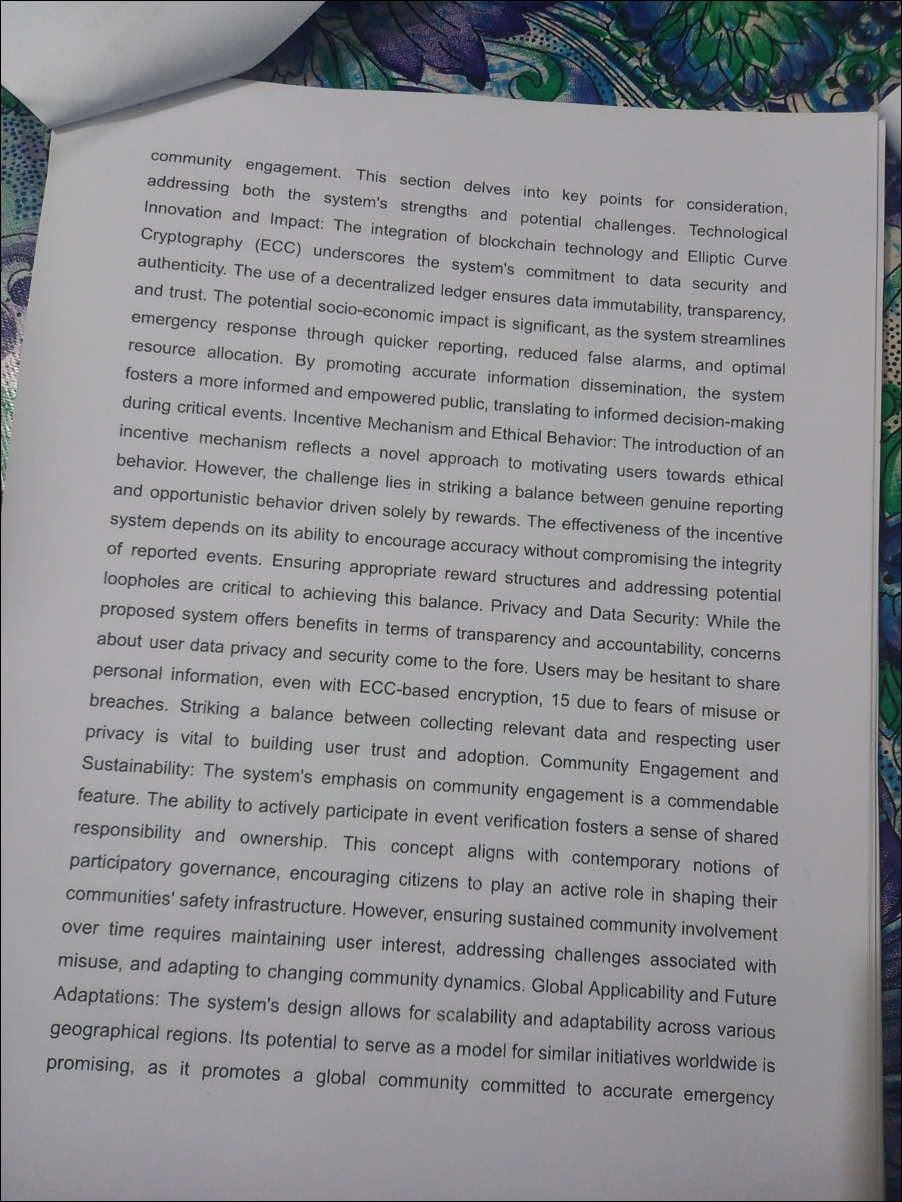 community engagement. This section delves into key points for consideration,
addressing both the system's strengths and potential challenges. Technological
Innovation and Impact: The integration of blockchain technology and Elliptic Curve
Cryptography (ECC) underscores the system's commitment to data security and
authenticity. The use of a decentralized ledger ensures data immutability, transparency,
and trust. The potential socio-economic impact is significant, as the system streamlines
emergency response through quicker reporting, reduced false alarms, and optimal
resource allocation. By promoting accurate information dissemination, the system
fosters a more informed and empowered public, translating to informed decision-making
during critical events. Incentive Mechanism and Ethical Behavior: The introduction of an
incentive mechanism reflects a novel approach to motivating users towards ethical
behavior. However, the challenge lies in striking a balance between genuine reporting
and opportunistic behavior driven solely by rewards. The effectiveness of the incentive
system depends on its ability to encourage accuracy without compromising the integrity
of reported events. Ensuring appropriate reward structures and addressing potential
loopholes are critical to achieving this balance. Privacy and Data Security: While the
proposed system offers benefits in terms of transparency and accountability, concerns
about user data privacy and security come to the fore. Users may be hesitant to share
personal information, even with ECC-based encryption, 15 due to fears of misuse or
breaches. Striking a balance between collecting relevant data and respecting user
privacy is vital to building user trust and adoption. Community Engagement and
Sustainability: The system's emphasis on community engagement is a commendable
feature. The ability to actively participate in event verification fosters a sense of shared
responsibility and ownership. This concept aligns with contemporary notions of
participatory governance, encouraging citizens to play an active role in shaping their
communities' safety infrastructure. However, ensuring sustained community involvement
over time requires maintaining user interest, addressing challenges associated with
misuse, and adapting to changing community dynamics. Global Applicability and Future
Adaptations: The system's design allows for scalability and adaptability across various
geographical regions. Its potential to serve as a model for similar initiatives worldwide is
promising, as it promotes a global community committed to accurate emergency